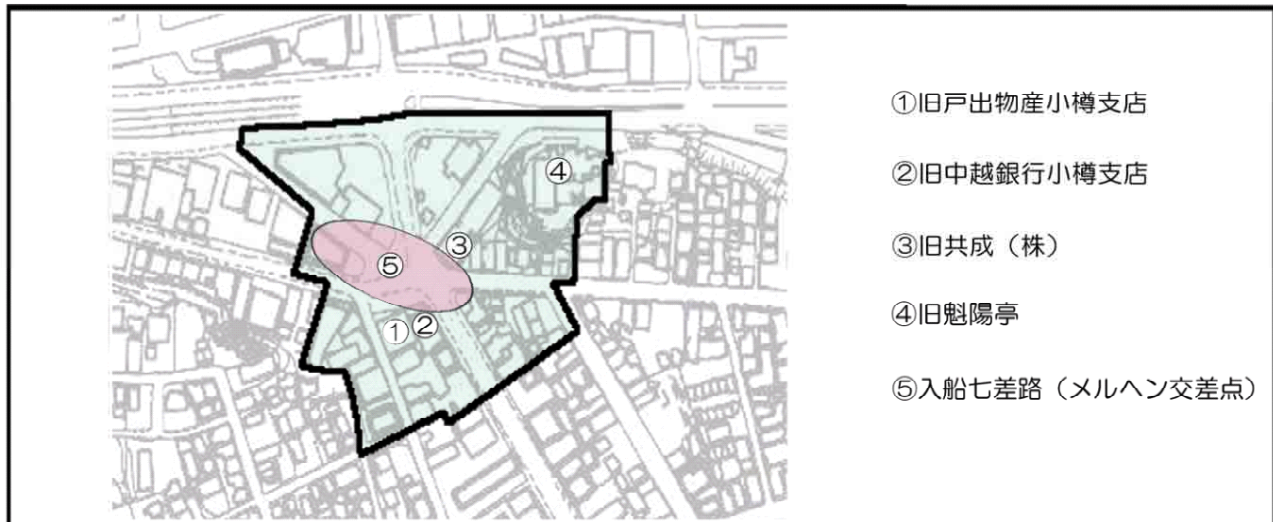 ①旧戸出物産小樽支店
②旧中越銀行小樽支店
③旧共成（株）
④旧魁陽亭
⑤入船七差路（メルヘン交差点）
④
③
⑤
①
②